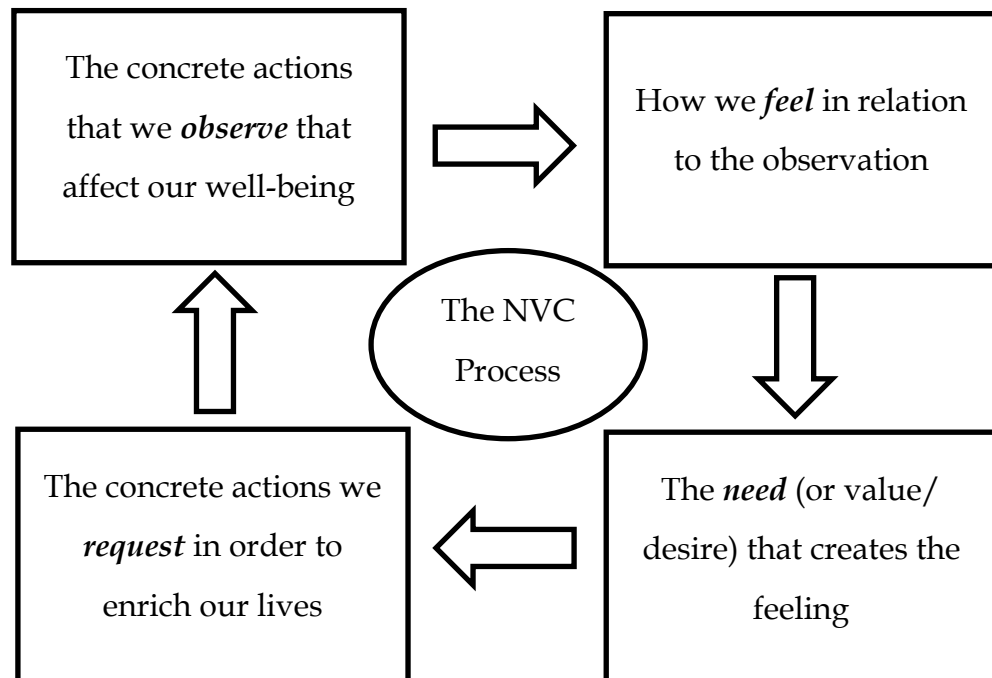 The concrete actions
that we observe that
affect our well-being
How we feel in relation
to the observation
The NVC
Process
The concrete actions we
request in order to
enrich our lives
The need (or value/
desire) that creates the
feeling